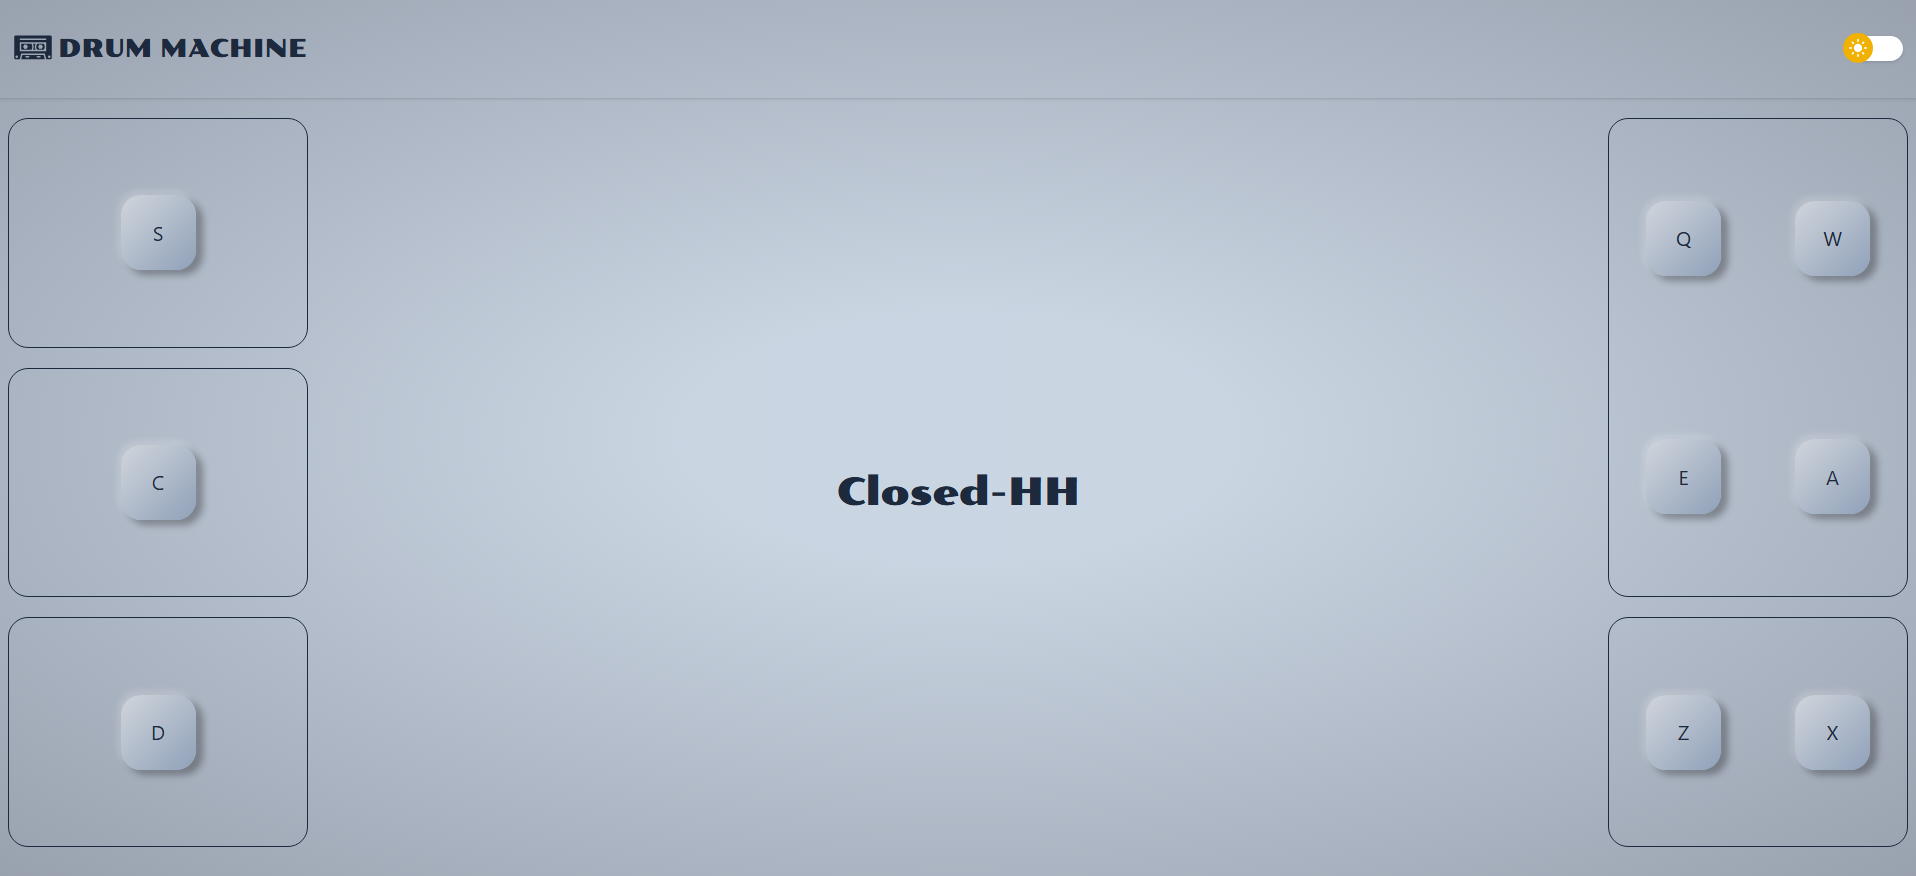 DRUM MACHINE
S
C
D
Closed-HH
Q W
E A
Z X